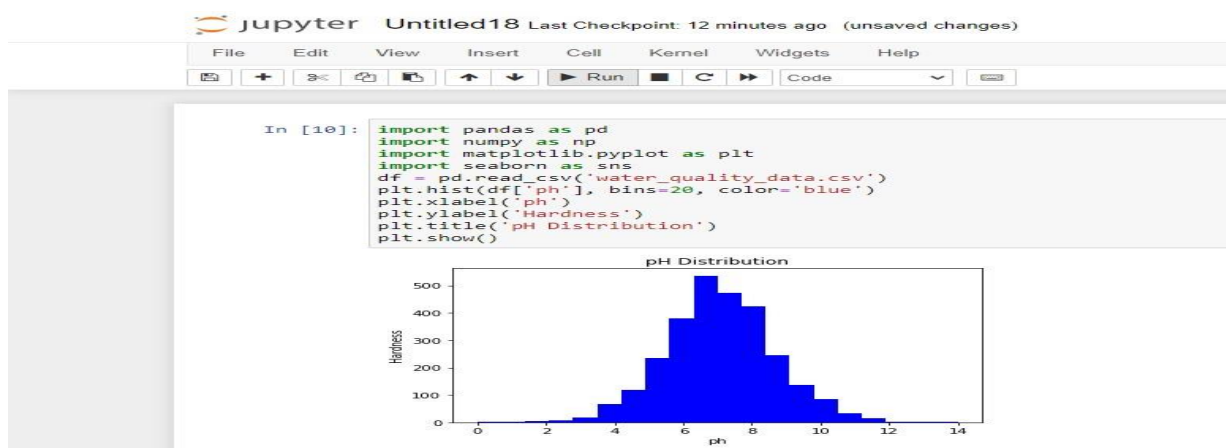 Jupyter Untitled18 Last Checkpoint: 12 minutes ago (unsaved changes)
File Edit View Insert Cell Kernel Widgets Help
Run Code
In [10]: import pandas as pd
import numpy as np
import matplotlib.pyplot as plt
import seaborn as sns
df = pd.read_csv('water_quality_data.csv')
plt.hist(df['ph'], bins=20, color='blue')
plt.xlabel('ph')
plt.ylabel('Hardness')
plt.title('pH Distribution')
plt.show()
pH Distribution
500
400
300
200
100
0
Hardness
0 2 4 6 8 10 12 14
ph